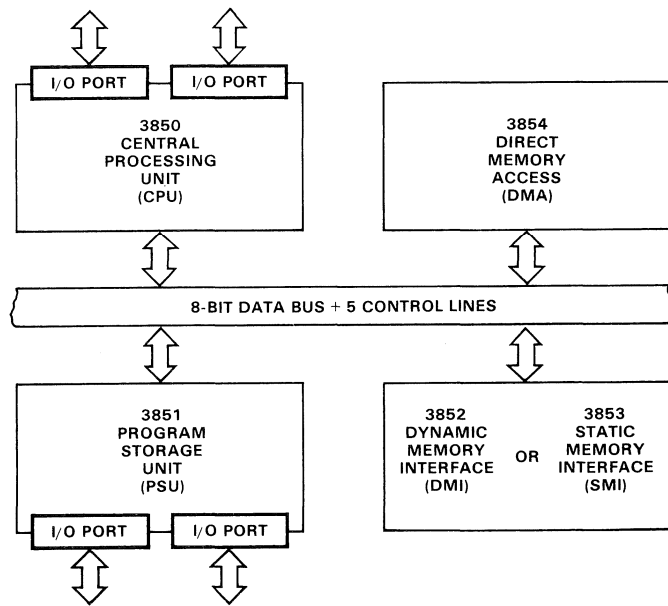 I/O PORT
I/O PORT
3850
CENTRAL
PROCESSING
UNIT
(CPU)
3854
DIRECT
MEMORY
ACCESS
(DMA)
8-BIT DATA BUS + 5 CONTROL LINES
3851
PROGRAM
STORAGE
UNIT
(PSU)
I/O PORT
I/O PORT
3852
DYNAMIC
MEMORY
INTERFACE
(DMI)
OR
3853
STATIC
MEMORY
INTERFACE
(SMI)